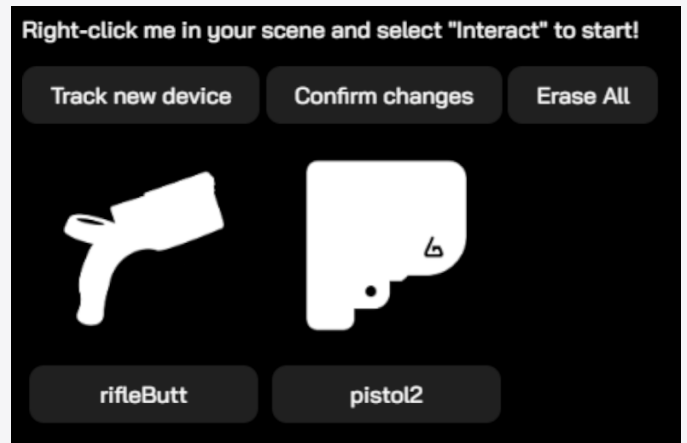 Right-click me in your scene and select "Interact" to start!
Track new device
Confirm changes
Erase All
rifleButt
pistol2